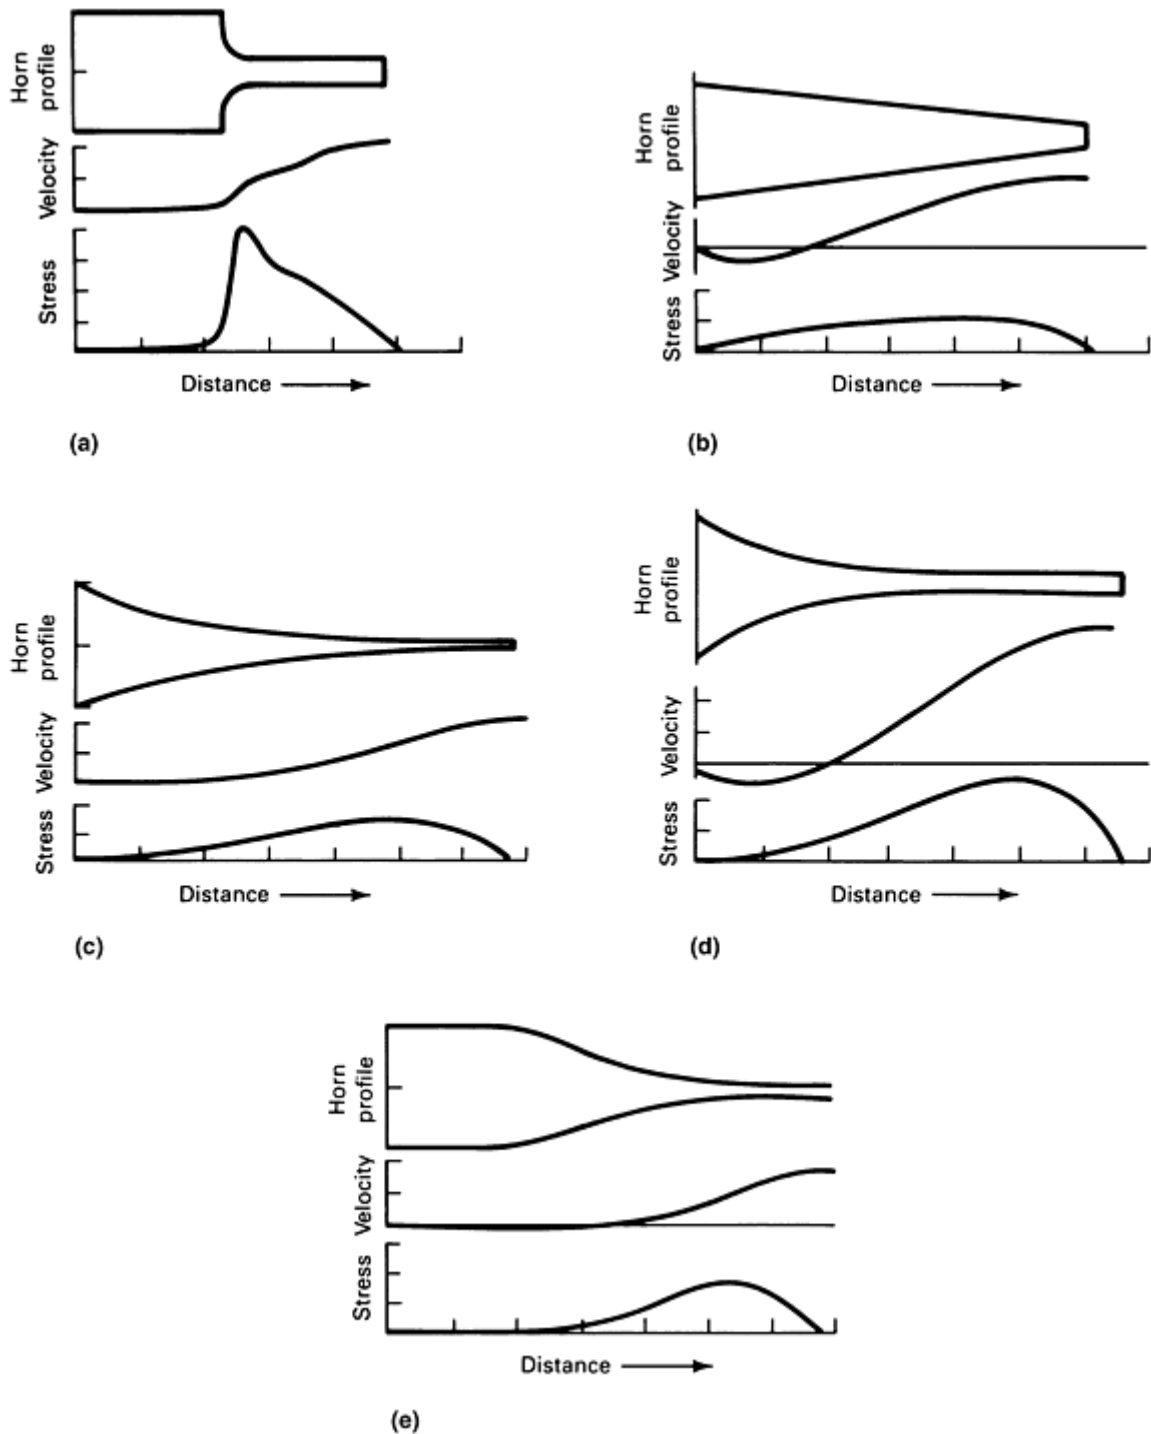 Horn
profile
Velocity
Stress
Distance
(a)
Horn
profile
Velocity
Stress
Distance
(b)
Horn
profile
Velocity
Stress
Distance
(c)
Horn
profile
Velocity
Stress
Distance
(d)
Horn
profile
Velocity
Stress
Distance
(e)